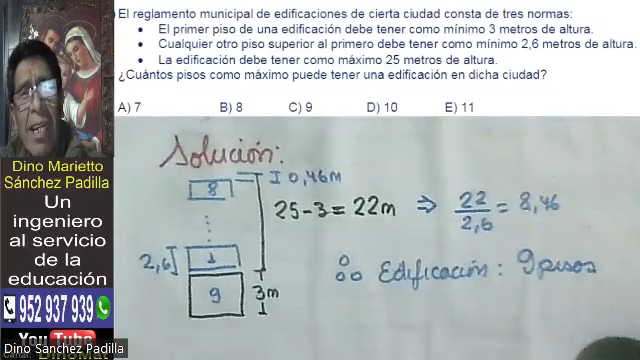 El reglamento municipal de edificaciones de cierta ciudad consta de tres normas:
• El primer piso de una edificación debe tener como mínimo 3 metros de altura.
• Cualquier otro piso superior al primero debe tener como mínimo 2,6 metros de altura.
• La edificación debe tener como máximo 25 metros de altura.
¿Cuántos pisos como máximo puede tener una edificación en dicha ciudad?
A) 7 B) 8 C) 9 D) 10 E) 11
Solución:
8
0,46m
25-3=22m ⇒ 22/2,6 = 8,46
2,6
1
9
3m
∴ Edificación: 9 pisos
Dino Marietto
Sánchez Padilla
Un
ingeniero
al servicio
de la
educación
952 937 939
You Tube
Dino Sánchez Padilla